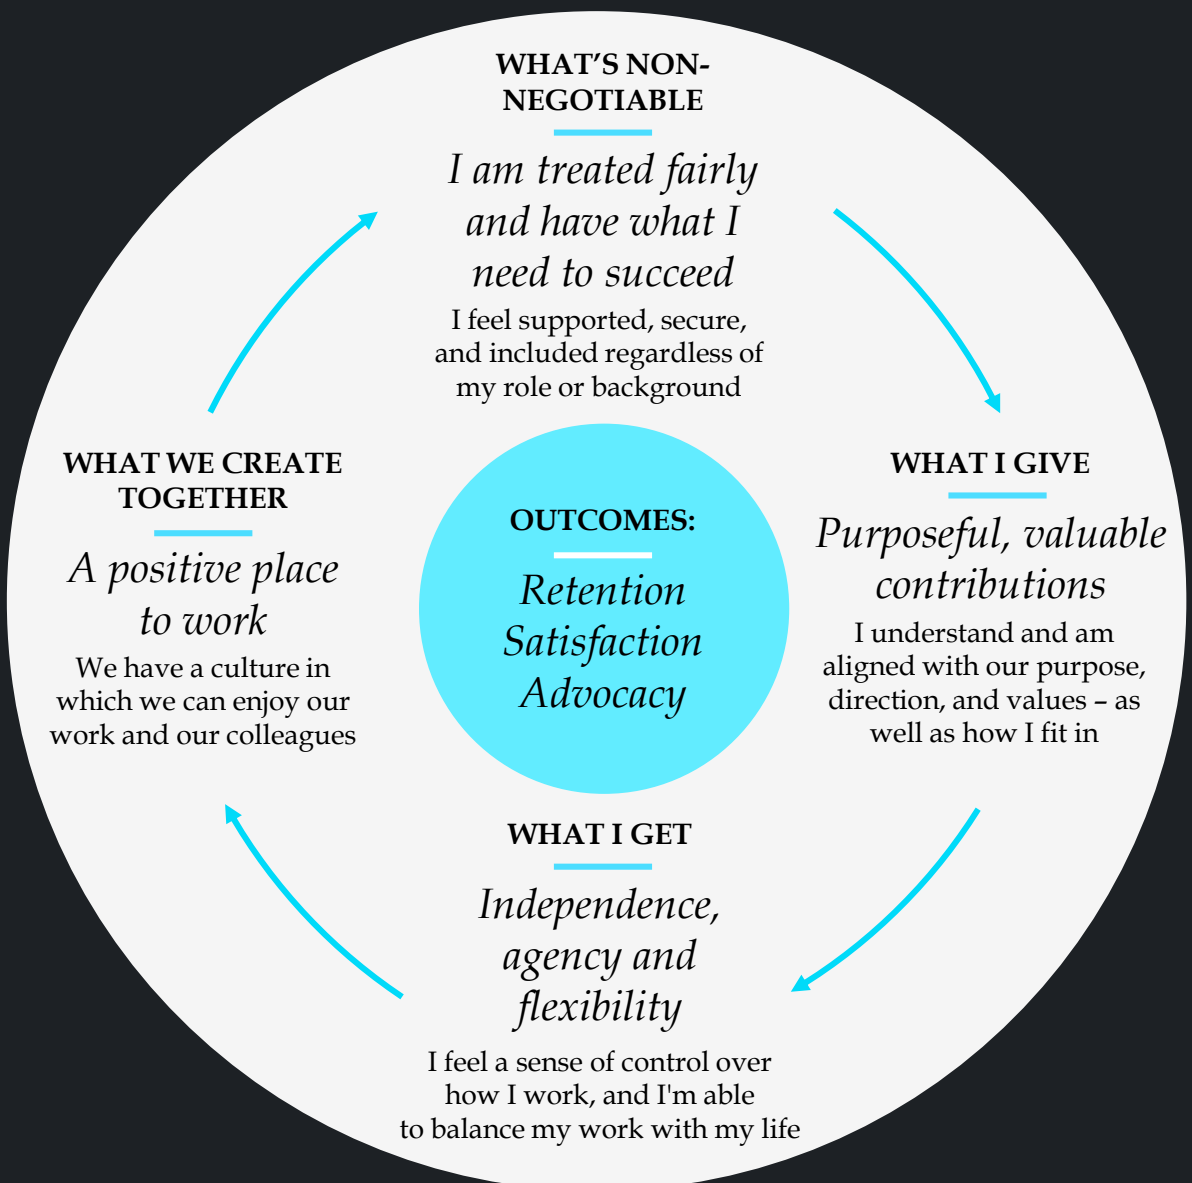 WHAT'S NON-
NEGOTIABLE
I am treated fairly
and have what I
need to succeed
I feel supported, secure,
and included regardless of
my role or background
WHAT I GIVE
Purposeful, valuable
contributions
I understand and am
aligned with our purpose,
direction, and values – as
well as how I fit in
WHAT I GET
Independence,
agency and
flexibility
I feel a sense of control over
how I work, and I'm able
to balance my work with my life
WHAT WE CREATE
TOGETHER
A positive place
to work
We have a culture in
which we can enjoy our
work and our colleagues
OUTCOMES:
Retention
Satisfaction
Advocacy